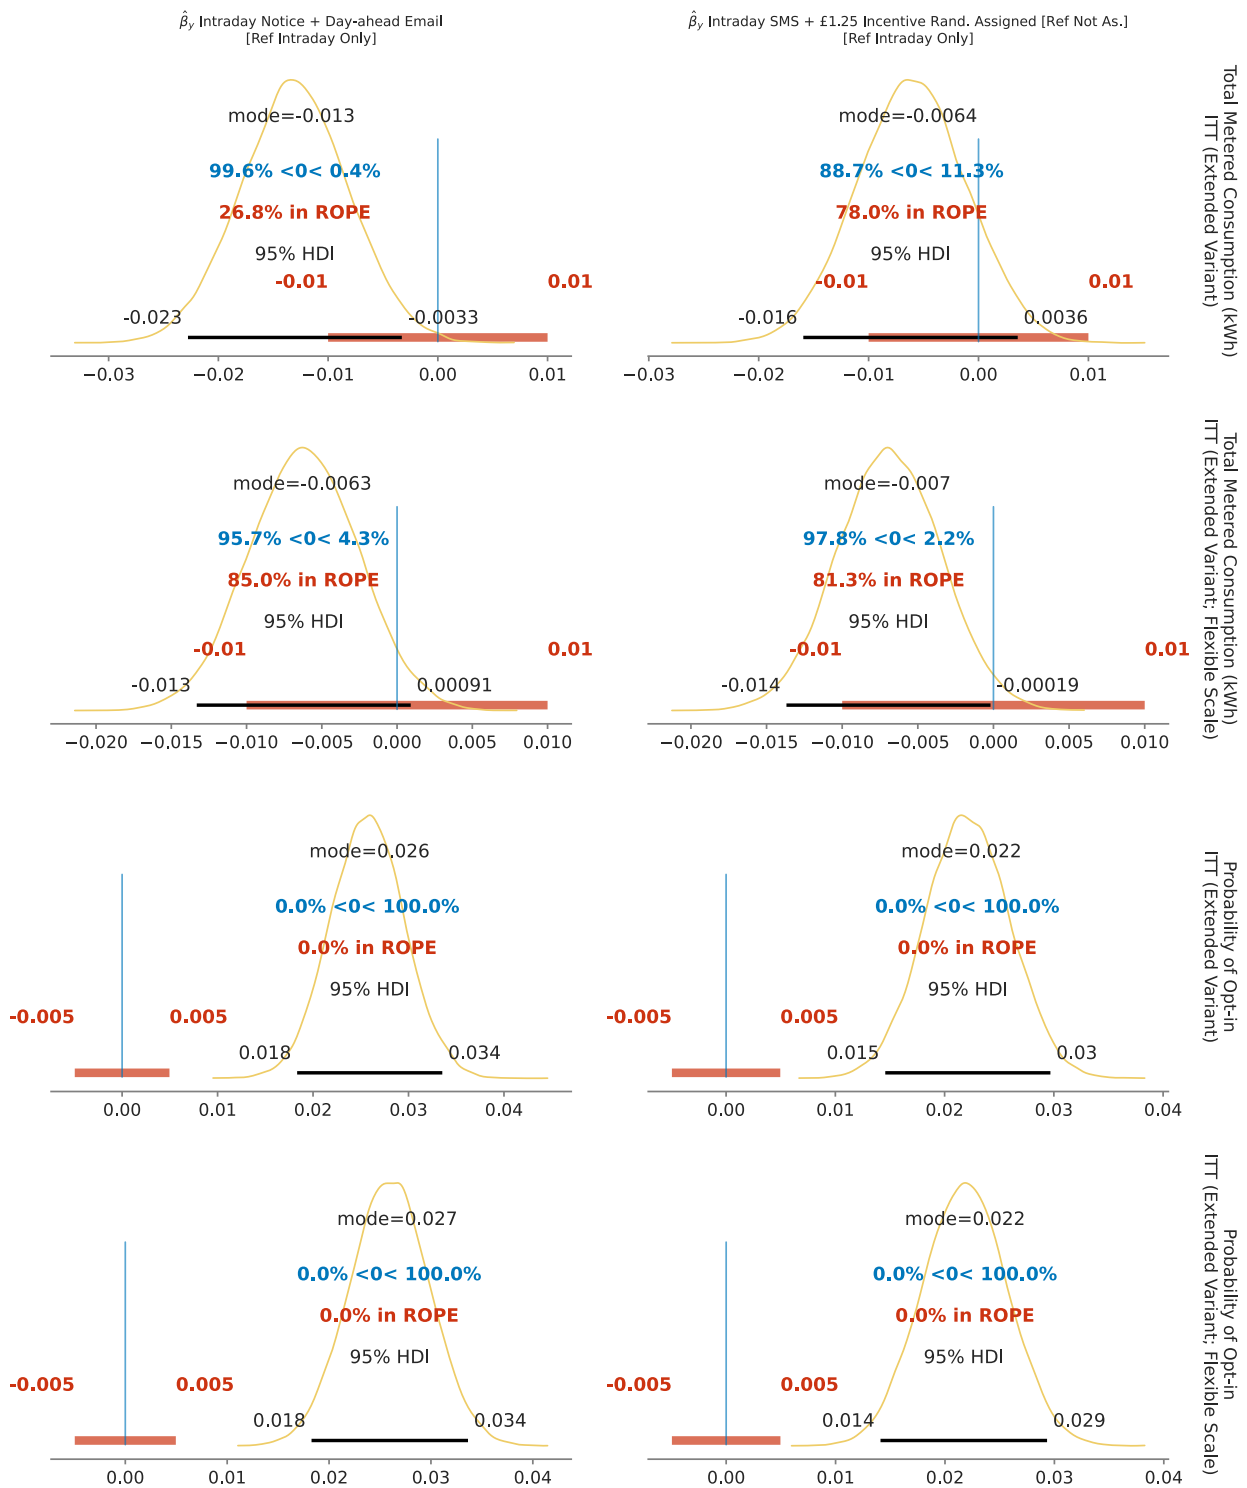 β̂y Intraday Notice + Day-ahead Email
[Ref Intraday Only]
β̂y Intraday SMS + £1.25 Incentive Rand. Assigned [Ref Not As.]
[Ref Intraday Only]
mode=-0.013
99.6% <0< 0.4%
26.8% in ROPE
95% HDI
-0.01
0.01
-0.023
-0.0033
−0.03
−0.02
−0.01
0.00
0.01
mode=-0.0064
88.7% <0< 11.3%
78.0% in ROPE
95% HDI
-0.01
0.01
-0.016
0.0036
−0.03
−0.02
−0.01
0.00
0.01
Total Metered Consumption (kWh)
ITT (Extended Variant)
mode=-0.0063
95.7% <0< 4.3%
85.0% in ROPE
95% HDI
-0.01
0.01
-0.013
0.00091
−0.020
−0.015
−0.010
−0.005
0.000
0.005
0.010
mode=-0.007
97.8% <0< 2.2%
81.3% in ROPE
95% HDI
-0.01
0.01
-0.014
-0.00019
−0.020
−0.015
−0.010
−0.005
0.000
0.005
0.010
Total Metered Consumption (kWh)
ITT (Extended Variant; Flexible Scale)
mode=0.026
0.0% <0< 100.0%
0.0% in ROPE
95% HDI
-0.005
0.005
0.018
0.034
0.00
0.01
0.02
0.03
0.04
mode=0.022
0.0% <0< 100.0%
0.0% in ROPE
95% HDI
-0.005
0.005
0.015
0.03
0.00
0.01
0.02
0.03
0.04
Probability of Opt-in
ITT (Extended Variant)
mode=0.027
0.0% <0< 100.0%
0.0% in ROPE
95% HDI
-0.005
0.005
0.018
0.034
0.00
0.01
0.02
0.03
0.04
mode=0.022
0.0% <0< 100.0%
0.0% in ROPE
95% HDI
-0.005
0.005
0.014
0.029
0.00
0.01
0.02
0.03
0.04
Probability of Opt-in
ITT (Extended Variant; Flexible Scale)